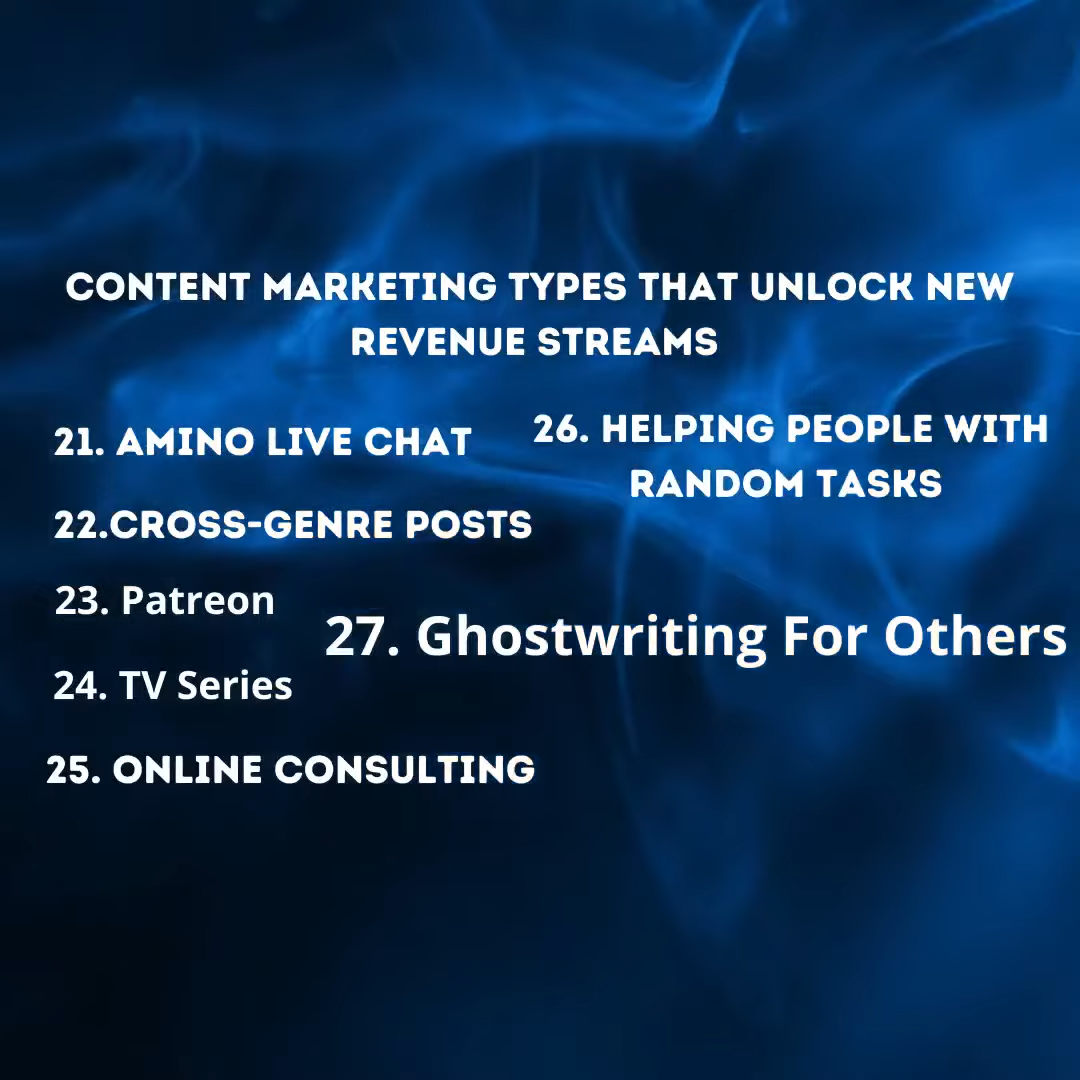 CONTENT MARKETING TYPES THAT UNLOCK NEW
REVENUE STREAMS
21. AMINO LIVE CHAT
22.CROSS-GENRE POSTS
23. Patreon
24. TV Series
25. ONLINE CONSULTING
26. HELPING PEOPLE WITH
RANDOM TASKS
27. Ghostwriting For Others